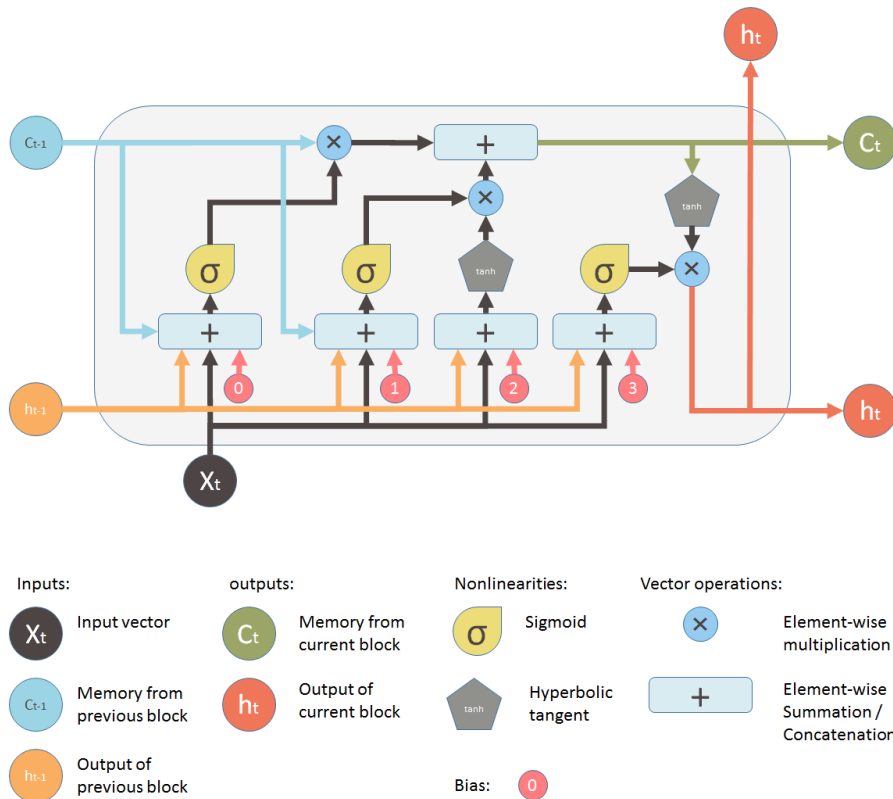 ht
Ct-1
×
+
Ct
tanh
×
σ
σ
tanh
σ
×
+
+
+
+
0
1
2
3
ht-1
ht
Xt
Inputs:
outputs:
Nonlinearities:
Vector operations:
Xt
Input vector
Ct
Memory from
current block
σ
Sigmoid
×
Element-wise
multiplication
Ct-1
Memory from
previous block
ht
Output of
current block
tanh
Hyperbolic
tangent
+
Element-wise
Summation /
Concatenation
ht-1
Output of
previous block
Bias:
0